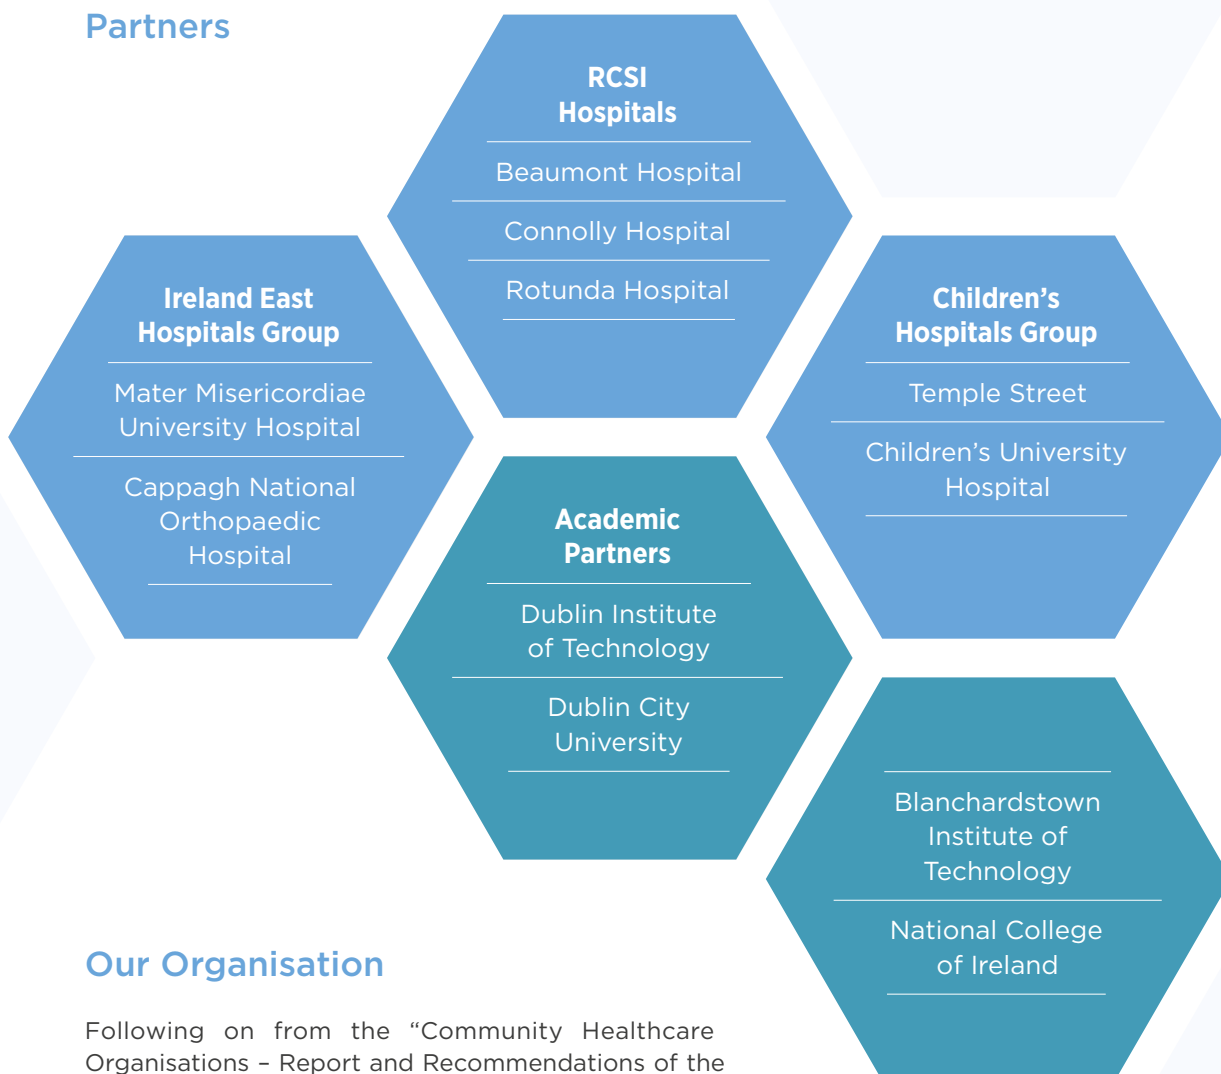 Partners
RCSI
Hospitals
Beaumont Hospital
Connolly Hospital
Rotunda Hospital
Ireland East
Hospitals Group
Mater Misericordiae
University Hospital
Cappagh National
Orthopaedic
Hospital
Children's
Hospitals Group
Temple Street
Children's University
Hospital
Academic
Partners
Dublin Institute
of Technology
Dublin City
University
Blanchardstown
Institute of
Technology
National College
of Ireland
Our Organisation
Following on from the “Community Healthcare
Organisations – Report and Recommendations of the